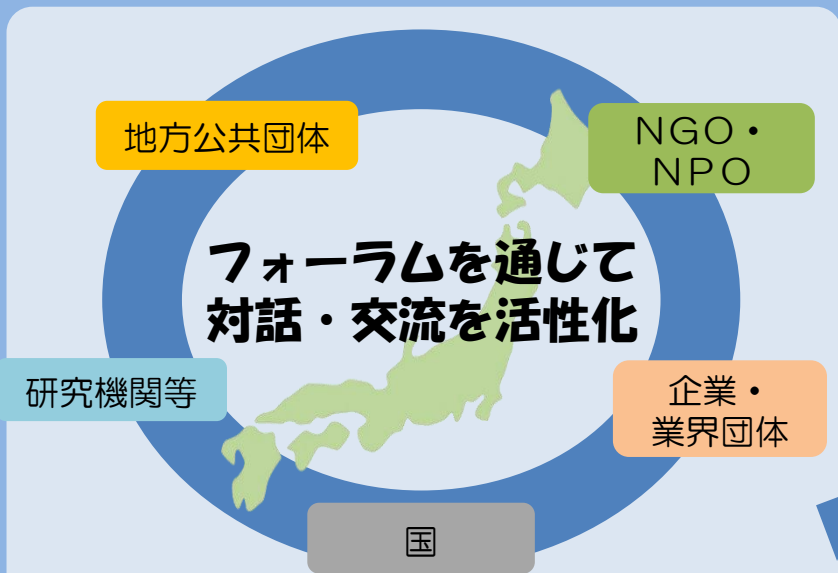 地方公共団体
NGO・
NPO
フォーラムを通じて
対話・交流を活性化
研究機関等
企業・
業界団体
国